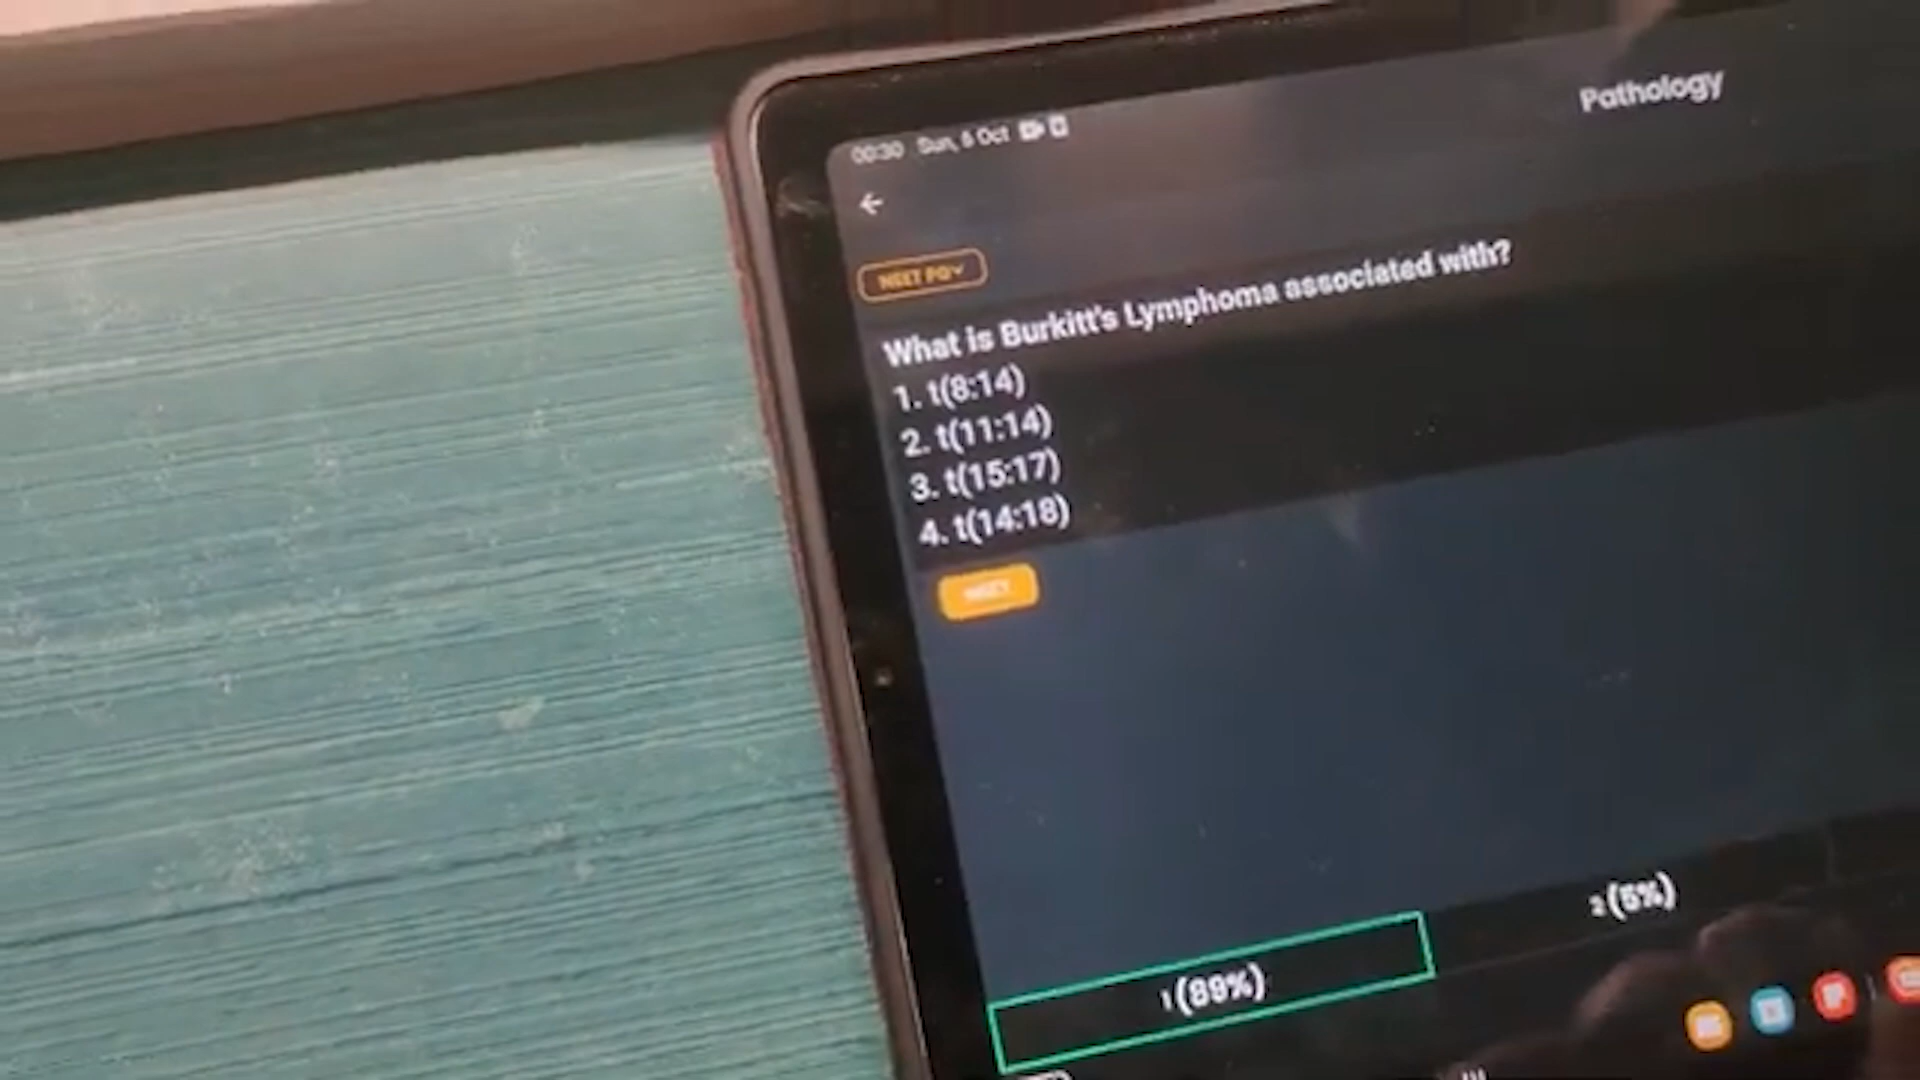 Pathology
00:30 Sun, 6 Oct
NEET PG
What is Burkitt's Lymphoma associated with?
1. t(8:14)
2. t(11:14)
3. t(15:17)
4. t(14:18)
1 (89%)
2 (5%)